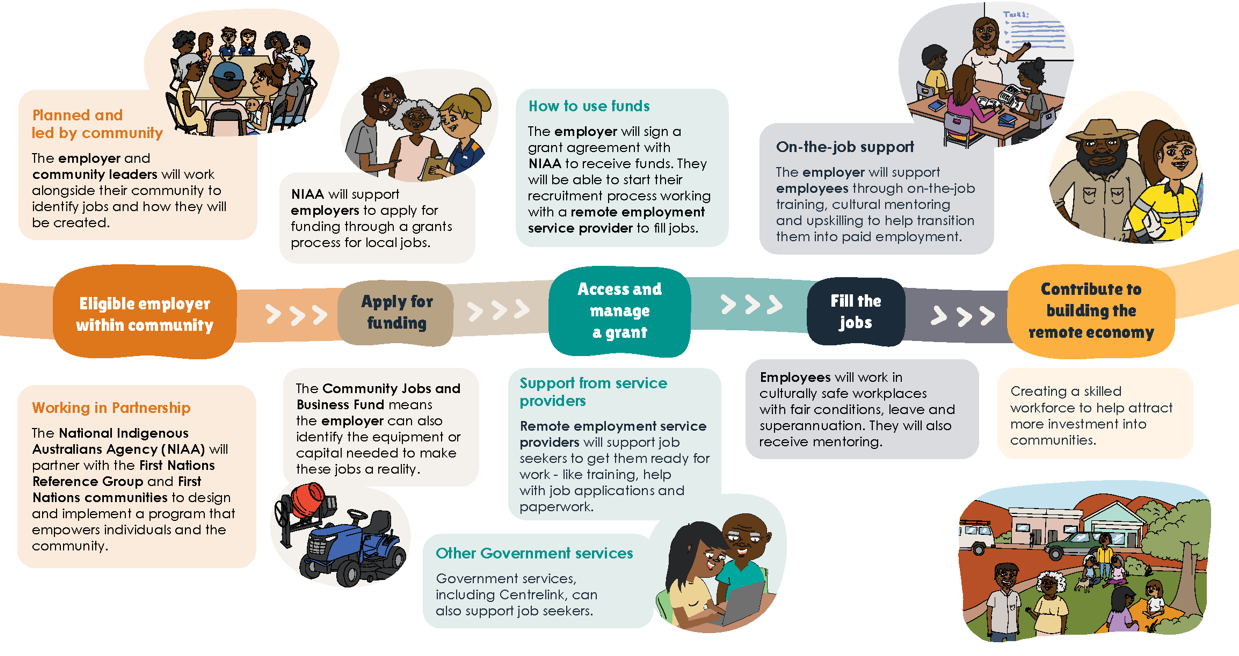 Planned and
led by community
The employer and
community leaders will work
alongside their community to
identify jobs and how they will
be created.
NIAA will support
employers to apply for
funding through a grants
process for local jobs.
How to use funds
The employer will sign a
grant agreement with
NIAA to receive funds. They
will be able to start their
recruitment process working
with a remote employment
service provider to fill jobs.
Tasks:
On-the-job support
The employer will support
employees through on-the-job
training, cultural mentoring
and upskilling to help transition
them into paid employment.
Eligible employer
within community
Apply for
funding
Access and
manage
a grant
Fill the
jobs
Contribute to
building the
remote economy
Working in Partnership
The National Indigenous
Australians Agency (NIAA) will
partner with the First Nations
Reference Group and First
Nations communities to design
and implement a program that
empowers individuals and the
community.
The Community Jobs and
Business Fund means
the employer can also
identify the equipment or
capital needed to make
these jobs a reality.
Support from service
providers
Remote employment service
providers will support job
seekers to get them ready for
work - like training, help
with job applications and
paperwork.
Other Government services
Government services,
including Centrelink, can
also support job seekers.
Employees will work in
culturally safe workplaces
with fair conditions, leave and
superannuation. They will also
receive mentoring.
Creating a skilled
workforce to help attract
more investment into
communities.